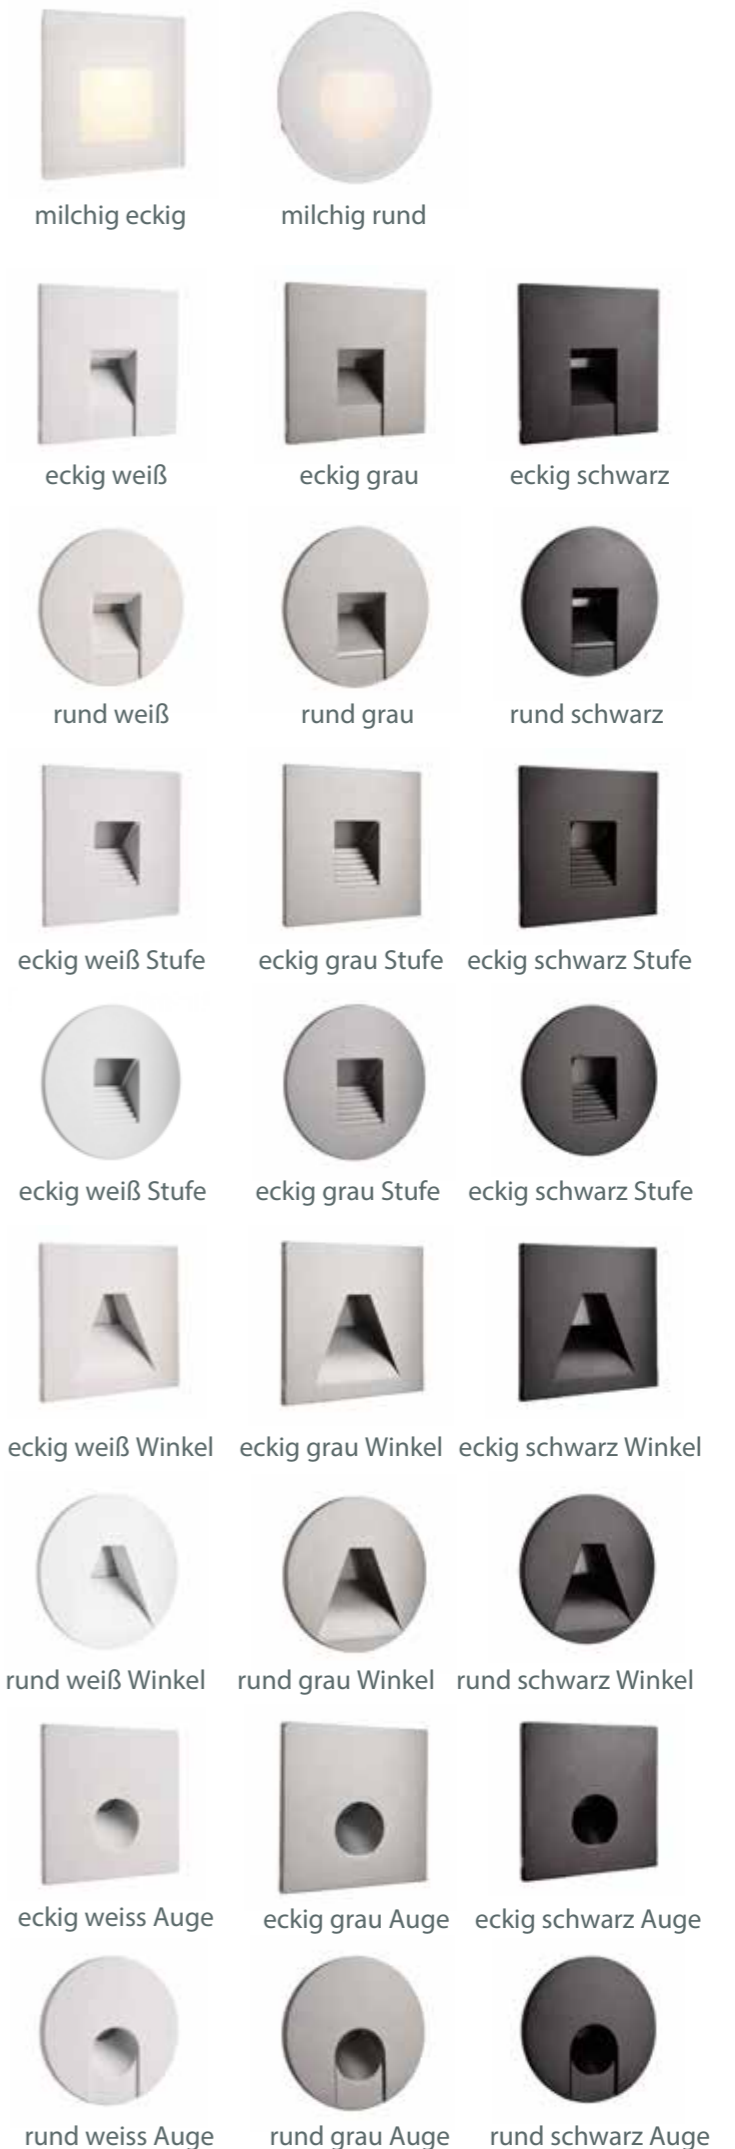 milchig eckig milchig rund
eckig weiß eckig grau eckig schwarz
rund weiß rund grau rund schwarz
eckig weiß Stufe eckig grau Stufe eckig schwarz Stufe
eckig weiß Stufe eckig grau Stufe eckig schwarz Stufe
eckig weiß Winkel eckig grau Winkel eckig schwarz Winkel
rund weiß Winkel rund grau Winkel rund schwarz Winkel
eckig weiss Auge eckig grau Auge eckig schwarz Auge
rund weiss Auge rund grau Auge rund schwarz Auge